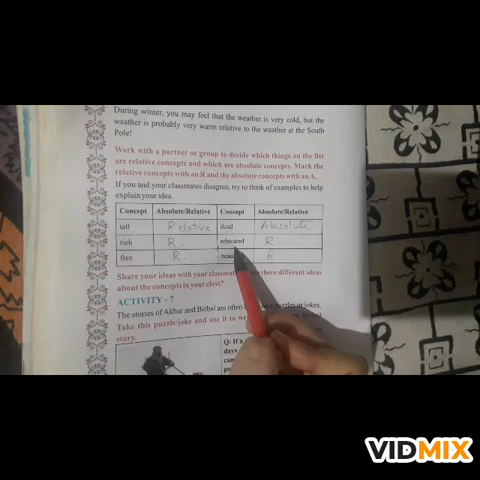 During winter, you may feel that the weather is very cold, but the
weather is probably very warm relative to the weather at the South
Pole!
Work with a partner or group to decide which things on the list
are relative concepts and which are absolute concepts. Mark the
relative concepts with an R and the absolute concepts with an A.
If you and your classmates disagree, try to think of examples to help
explain your idea.
Concept Absolute/Relative Concept Absolute/Relative
tall Relative dead Absolute
rich R. educated R
free R. R
Share your ideas with your there different ideas
about the concepts in your class?
ACTIVITY - 7
The stories of Akbar and Birbal are often puzzles or jokes.
Take this puzzle/joke and use it to
story.
Q: If a
days
can
VIDMIX